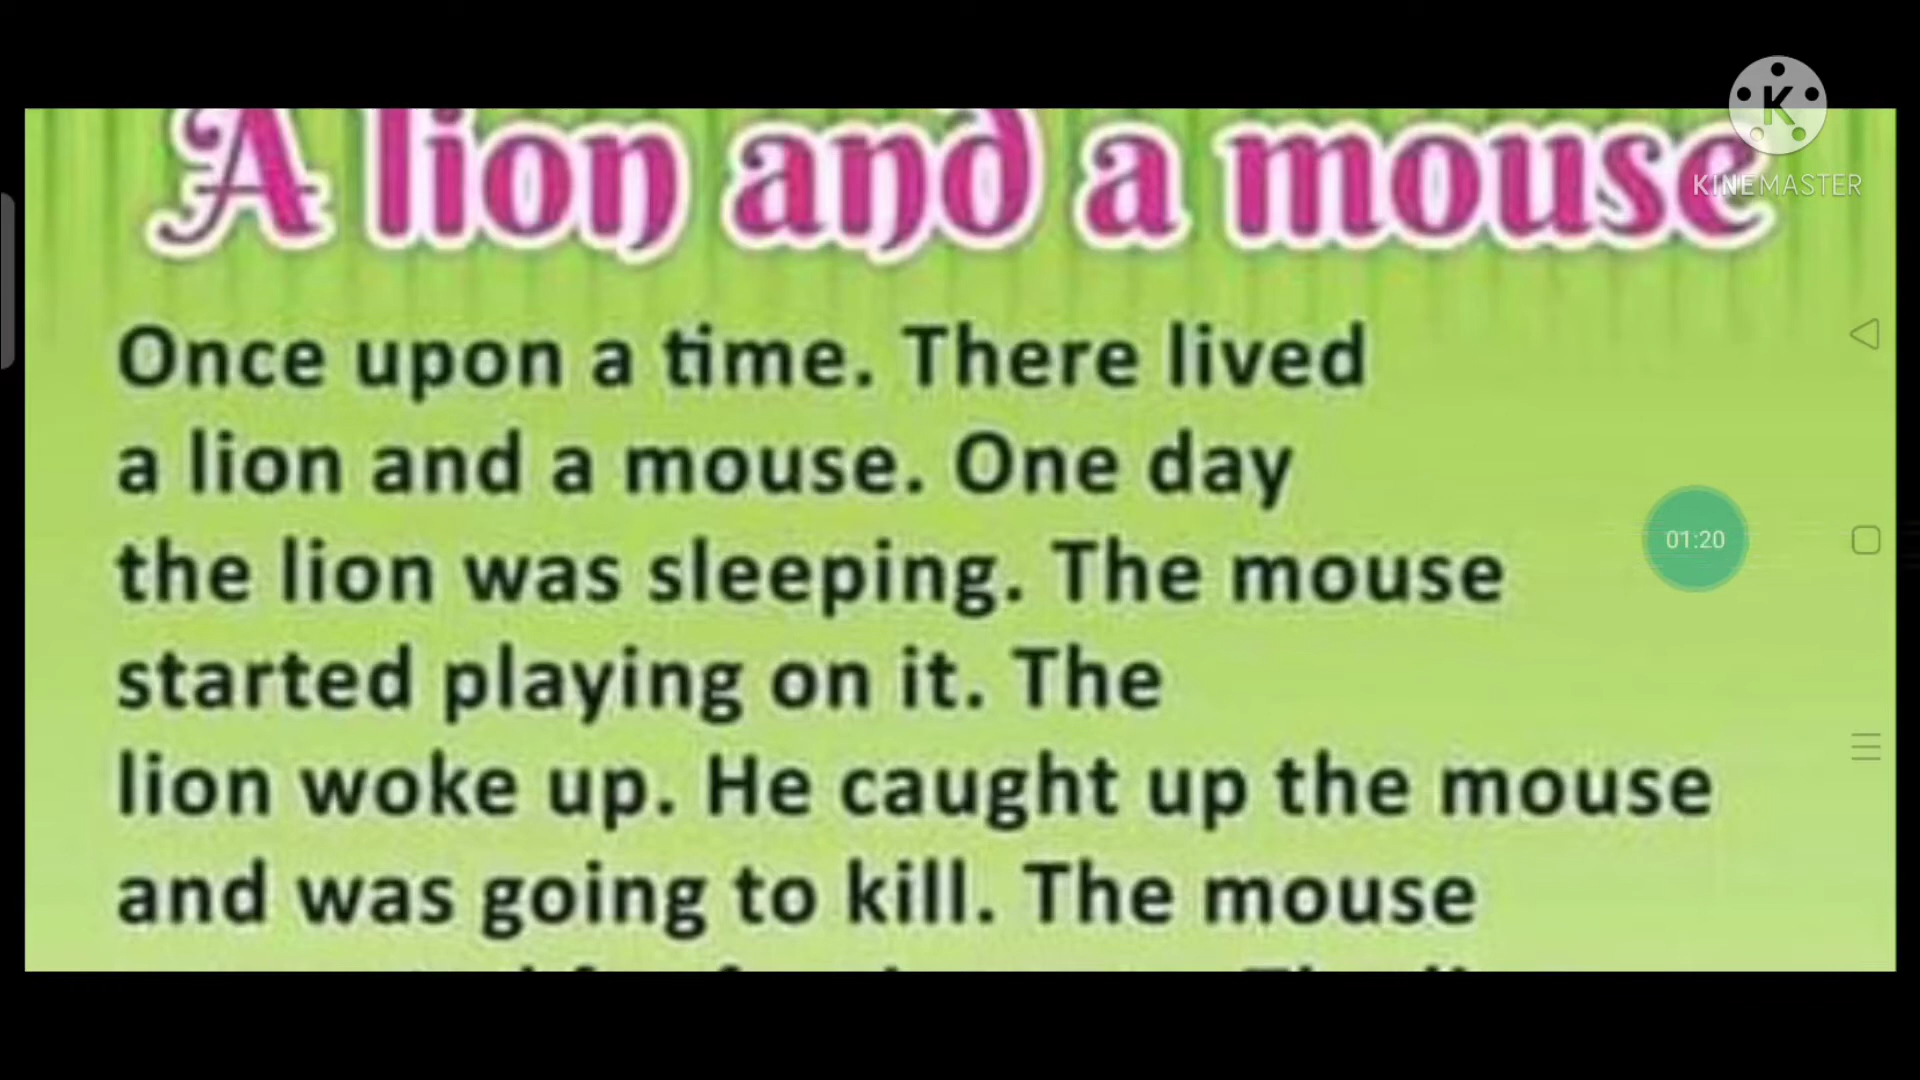 A lion and a mouse
K
KINEMASTER
Once upon a time. There lived
a lion and a mouse. One day
the lion was sleeping. The mouse
01:20
started playing on it. The
lion woke up. He caught up the mouse
and was going to kill. The mouse